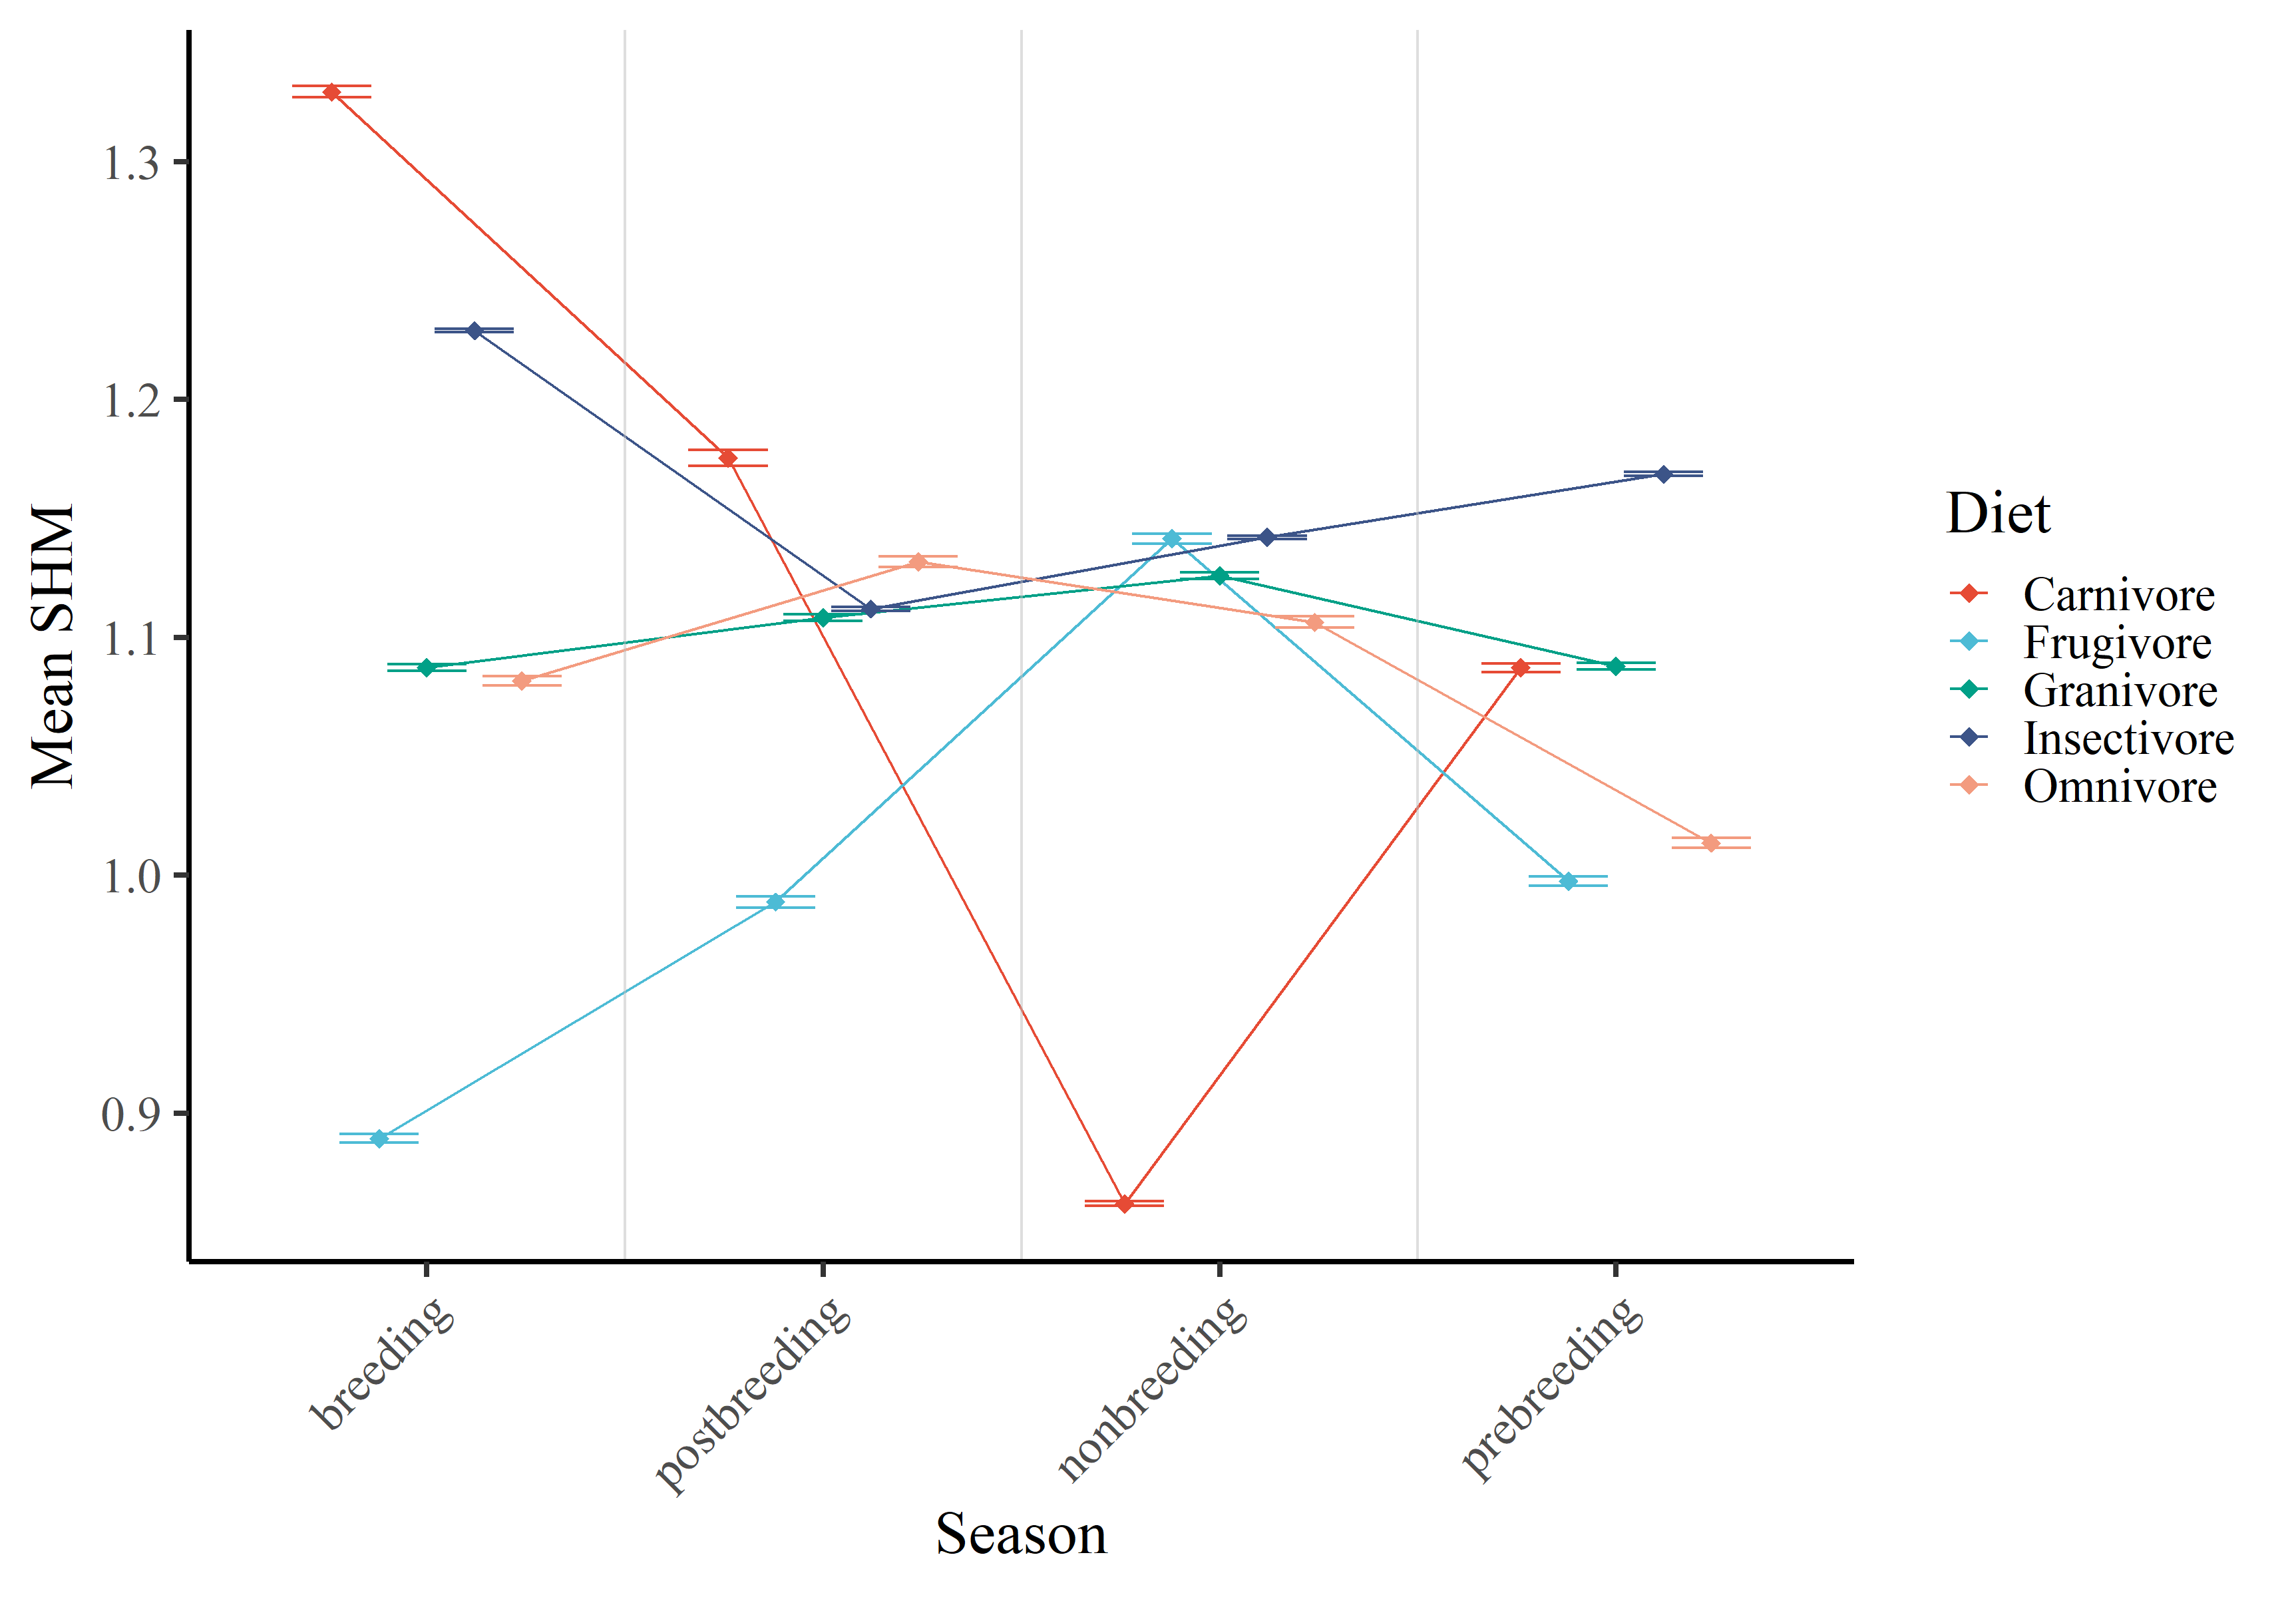 Mean SHM
1.3
1.2
1.1
1.0
0.9
breeding
postbreeding
nonbreeding
prebreeding
Season
Diet
Carnivore
Frugivore
Granivore
Insectivore
Omnivore